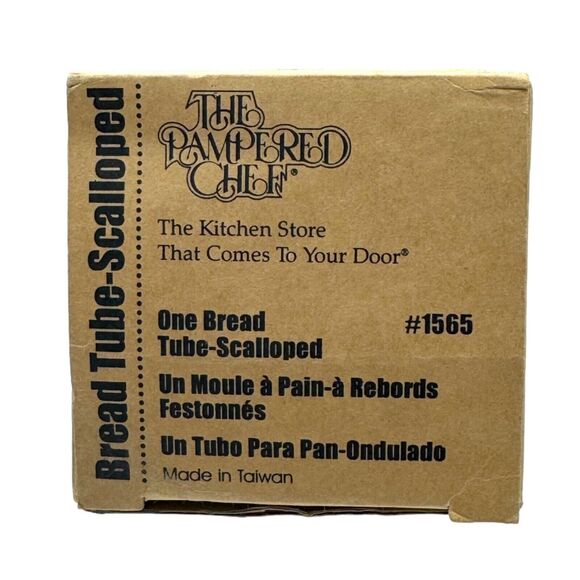 Bread Tube-Scalloped
THE
PAMPERED
CHEF®
The Kitchen Store
That Comes To Your Door®
One Bread #1565
Tube-Scalloped
Un Moule à Pain-à Rebords
Festonnés
Un Tubo Para Pan-Ondulado
Made in Taiwan